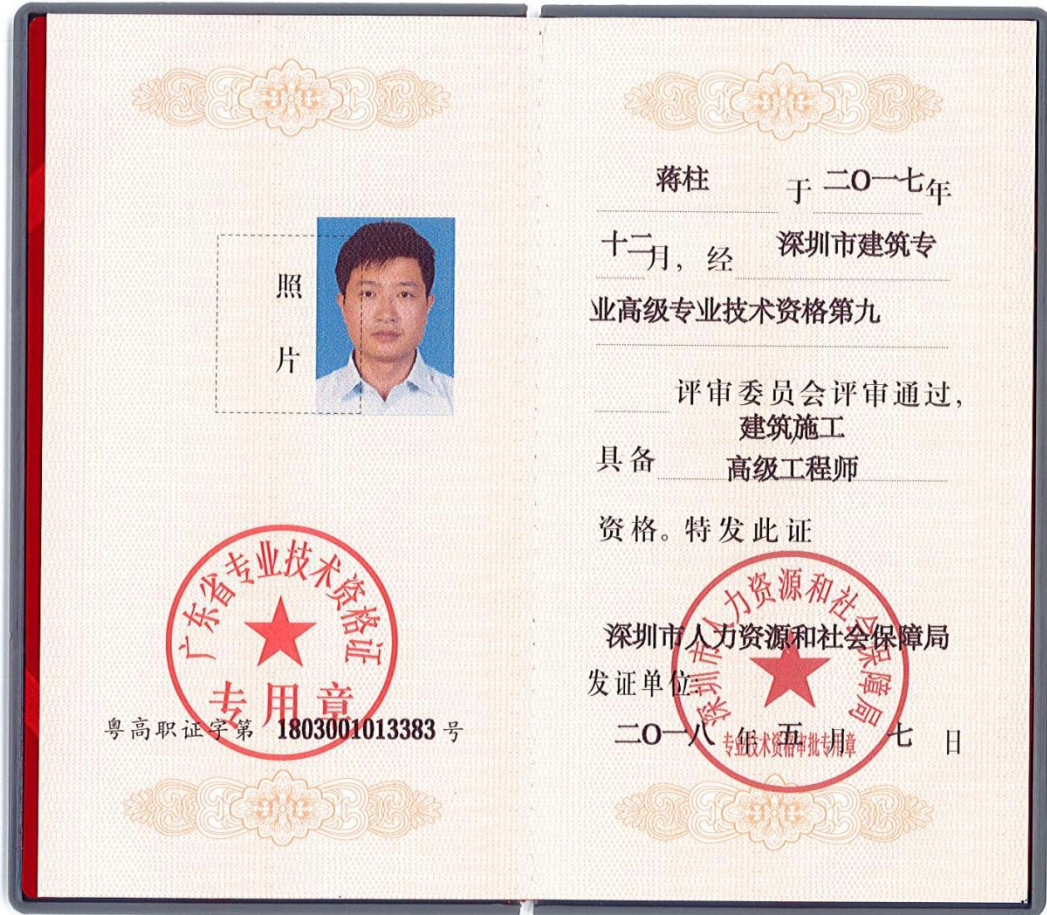 照
片
广东省专业技术资格证
专用章
粤高职证字第 1803001013383 号
蒋柱 于 二O一七年
十二月，经 深圳市建筑专
业高级专业技术资格第九
评审委员会评审通过，
建筑施工
具备 高级工程师
资格。特发此证
深圳市人力资源和社会保障局
深圳市人力资源和社会保障局
发证单位:
二O一八 年 五 月 七 日
专业技术资格审批专用章